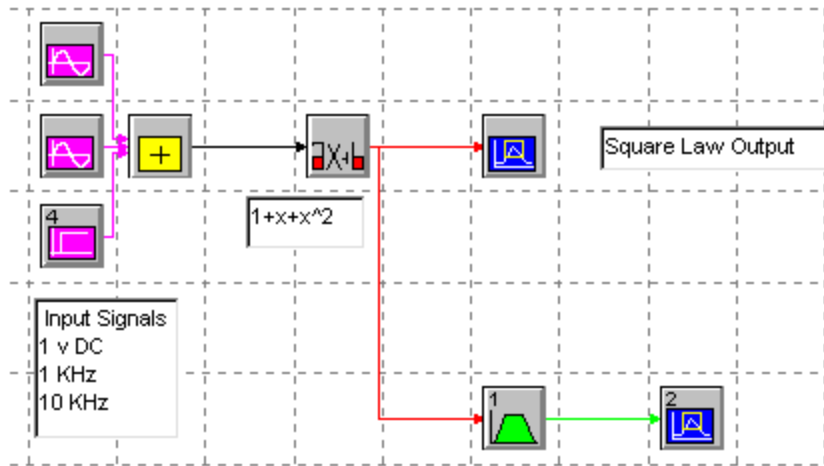 +
Square Law Output
1+x+x^2
4
Input Signals
1 v DC
1 KHz
10 KHz
1
2